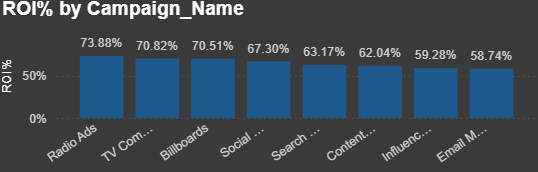 ROI% by Campaign_Name
73.88% 70.82% 70.51% 67.30% 63.17% 62.04% 59.28% 58.74%
ROI%
50%
0%
Radio Ads
TV Com...
Billboards
Social ...
Search ...
Content...
Influenc...
Email M...